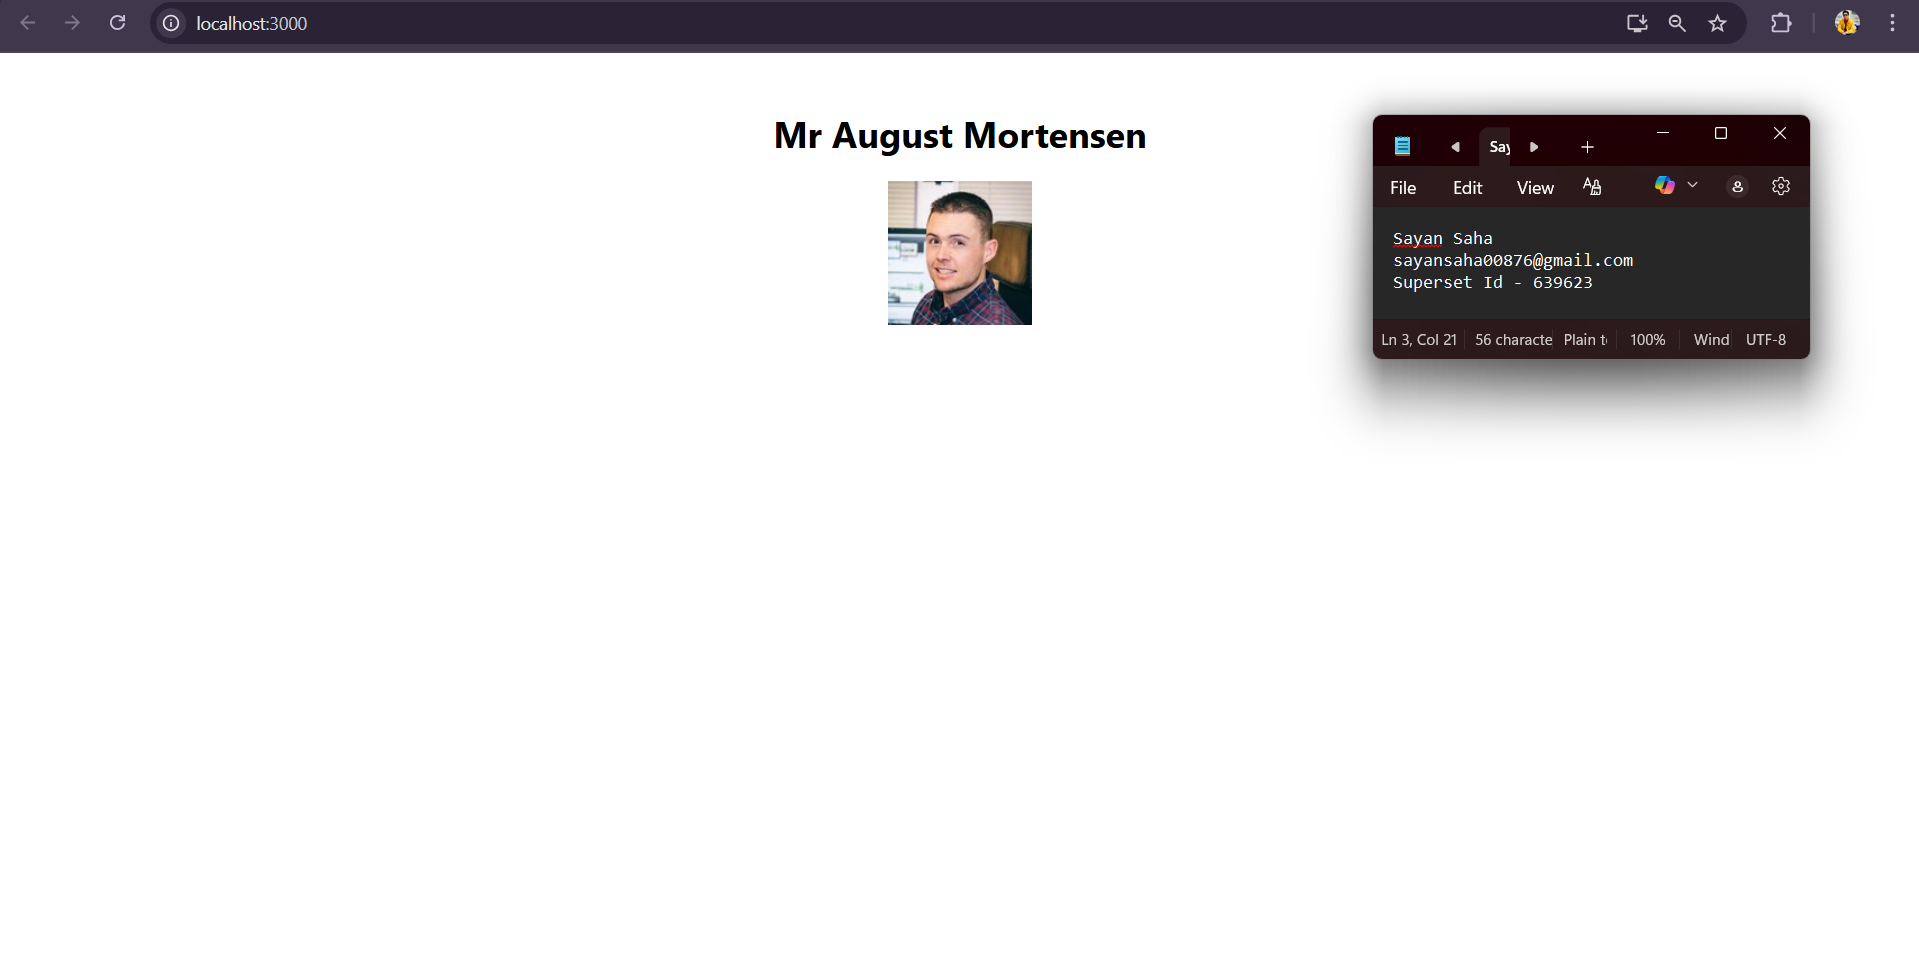 localhost:3000
Mr August Mortensen
Say
File Edit View
Sayan Saha
sayansaha00876@gmail.com
Superset Id - 639623
Ln 3, Col 21 56 characte Plain t 100% Wind UTF-8